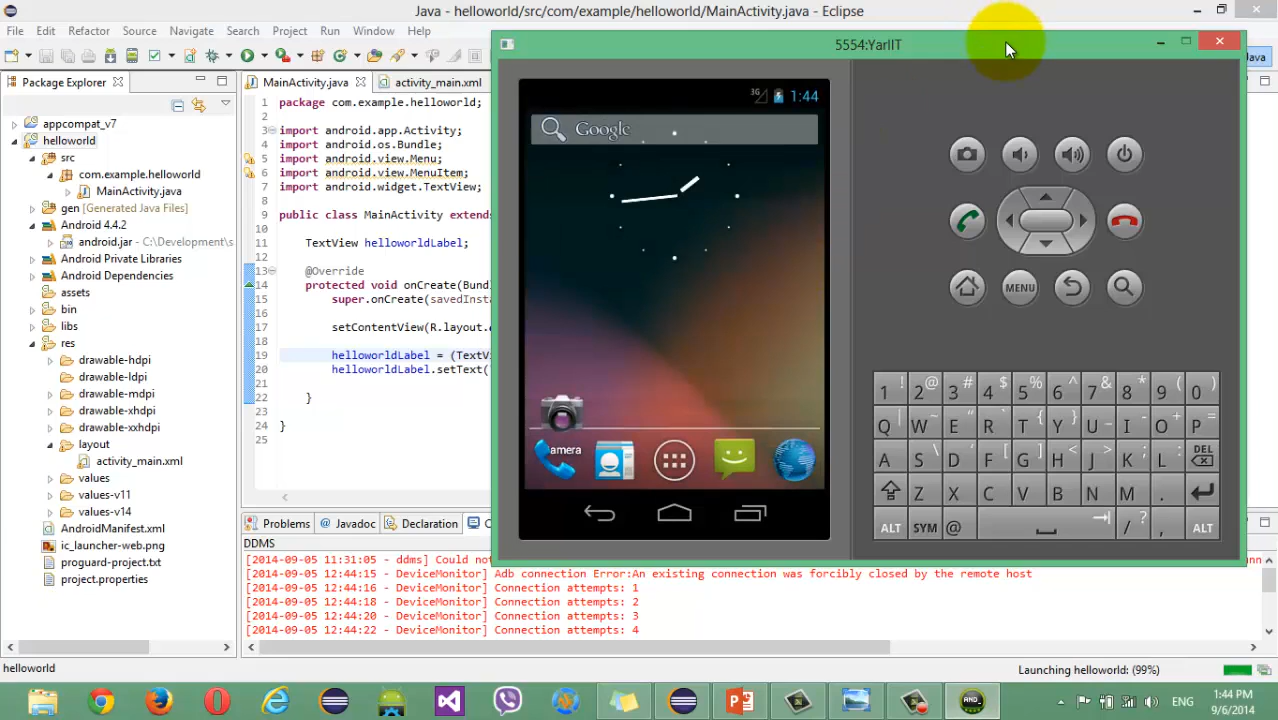 Java - helloworld/src/com/example/helloworld/MainActivity.java - Eclipse
File Edit Refactor Source Navigate Search Project Run Window Help
5554:YarIIT
Java
Package Explorer
MainActivity.java
activity_main.xml
appcompat_v7
helloworld
src
com.example.helloworld
MainActivity.java
gen [Generated Java Files]
Android 4.4.2
android.jar - C:\Development\s
Android Private Libraries
Android Dependencies
assets
bin
libs
res
drawable-hdpi
drawable-ldpi
drawable-mdpi
drawable-xhdpi
drawable-xxhdpi
layout
activity_main.xml
values
values-v11
values-v14
AndroidManifest.xml
ic_launcher-web.png
proguard-project.txt
project.properties
1 package com.example.helloworld;
2
3 import android.app.Activity;
4 import android.os.Bundle;
5 import android.view.Menu;
6 import android.view.MenuItem;
7 import android.widget.TextView;
8
9 public class MainActivity extends
10
11 TextView helloworldLabel;
12
13 @Override
14 protected void onCreate(Bund
15 super.onCreate(savedInst
16
17 setContentView(R.layout.
18
19 helloworldLabel = (TextV
20 helloworldLabel.setText(
21
22 }
23
24 }
25
3G 1:44
Google
Camera
MENU
1 ! 2 @ 3 # 4 $ 5 % 6 ^ 7 & 8 * 9 ( 0 )
Q | W ~ E R T { Y } U _ I - O + P =
A S ` D F [ G ] H < J > K ; L : DEL
Z X C V B N M .
ALT SYM @ / ? , ALT
Problems Javadoc Declaration
DDMS
[2014-09-05 11:31:05 - ddms] Could no
[2014-09-05 12:44:15 - DeviceMonitor] Adb connection Error:An existing connection was forcibly closed by the remote host
[2014-09-05 12:44:16 - DeviceMonitor] Connection attempts: 1
[2014-09-05 12:44:18 - DeviceMonitor] Connection attempts: 2
[2014-09-05 12:44:20 - DeviceMonitor] Connection attempts: 3
[2014-09-05 12:44:22 - DeviceMonitor] Connection attempts: 4
helloworld
Launching helloworld: (99%)
ENG
1:44 PM
9/6/2014